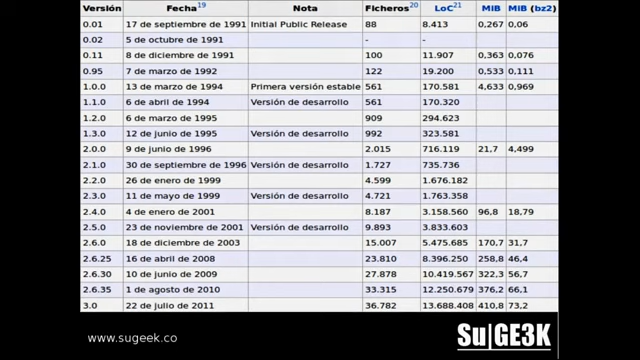 Versión Fecha19 Nota Ficheros20 LoC21 MiB MiB (bz2)
0.01 17 de septiembre de 1991 Initial Public Release 88 8.413 0,267 0,06
0.02 5 de octubre de 1991 - -
0.11 8 de diciembre de 1991 100 11.907 0,363 0,076
0.95 7 de marzo de 1992 122 19.200 0,533 0,111
1.0.0 13 de marzo de 1994 Primera versión estable 561 170.581 4,633 0,969
1.1.0 6 de abril de 1994 Versión de desarrollo 561 170.320
1.2.0 6 de marzo de 1995 909 294.623
1.3.0 12 de junio de 1995 Versión de desarrollo 992 323.581
2.0.0 9 de junio de 1996 2.015 716.119 21,7 4,499
2.1.0 30 de septiembre de 1996 Versión de desarrollo 1.727 735.736
2.2.0 26 de enero de 1999 4.599 1.676.182
2.3.0 11 de mayo de 1999 Versión de desarrollo 4.721 1.763.358
2.4.0 4 de enero de 2001 8.187 3.158.560 96,8 18,79
2.5.0 23 de noviembre de 2001 Versión de desarrollo 9.893 3.833.603
2.6.0 18 de diciembre de 2003 15.007 5.475.685 170,7 31,7
2.6.25 16 de abril de 2008 23.810 8.396.250 258,8 46,4
2.6.30 10 de junio de 2009 27.878 10.419.567 322,3 56,7
2.6.35 1 de agosto de 2010 33.315 12.250.679 376,2 66,1
3.0 22 de julio de 2011 36.782 13.688.408 410,8 73,2
www.sugeek.co
Su|GE3K